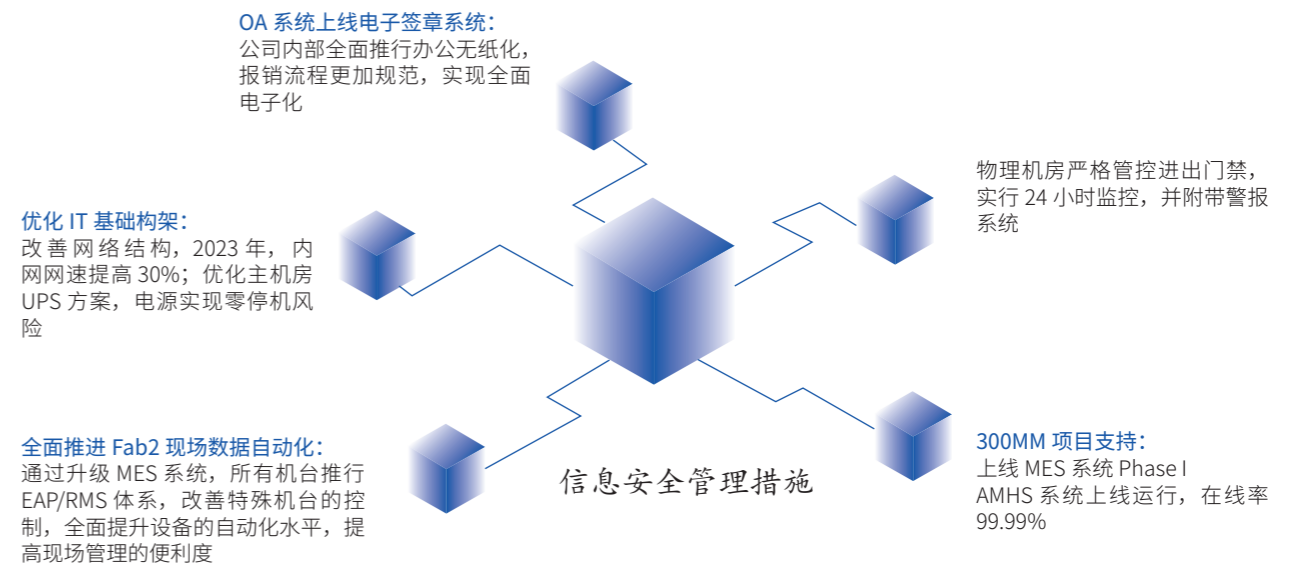 OA 系统上线电子签章系统：
公司内部全面推行办公无纸化，
报销流程更加规范，实现全面
电子化
物理机房严格管控进出门禁，
实行 24 小时监控，并附带警报
系统
优化 IT 基础构架：
改善网络结构，2023 年，内
网网速提高 30%；优化主机房
UPS 方案，电源实现零停机风
险
全面推进 Fab2 现场数据自动化：
通过升级 MES 系统，所有机台推行
EAP/RMS 体系，改善特殊机台的控
制，全面提升设备的自动化水平，提
高现场管理的便利度
信息安全管理措施
300MM 项目支持：
上线 MES 系统 Phase I
AMHS 系统上线运行，在线率
99.99%